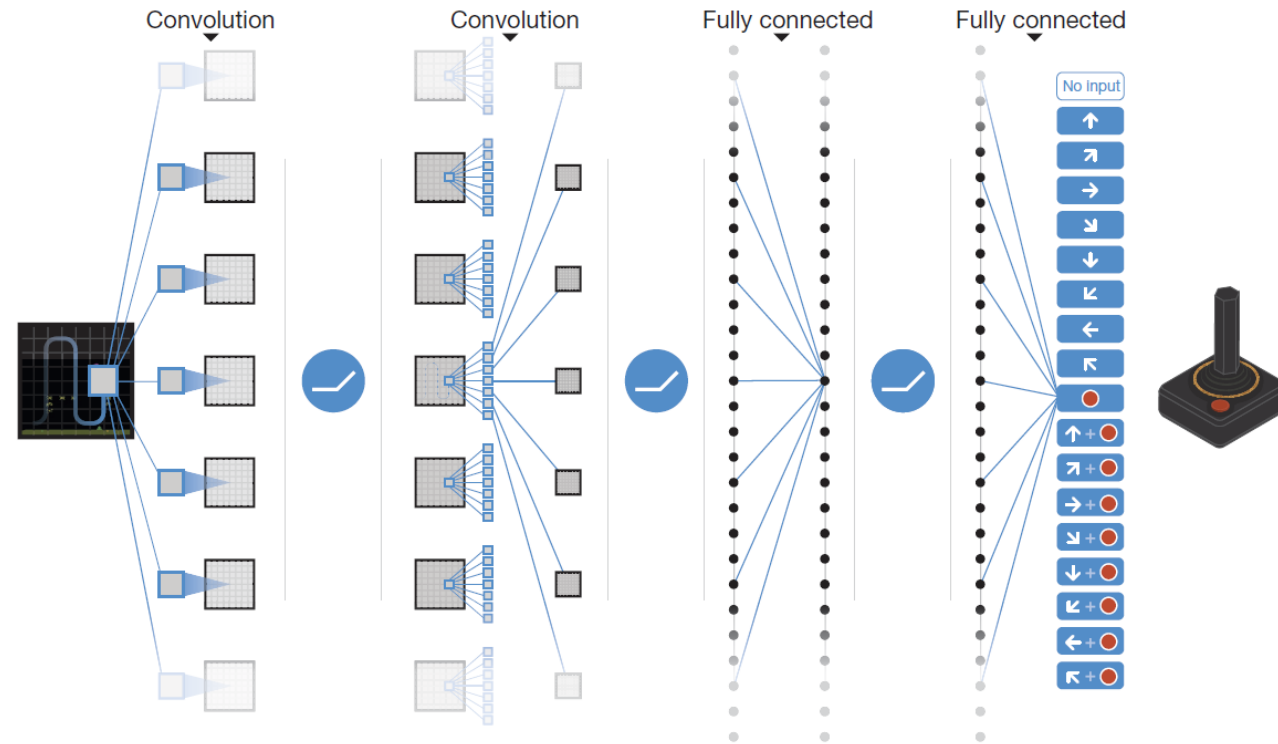 Convolution
Convolution
Fully connected
Fully connected
No input
+
+
+
+
+
+
+
+